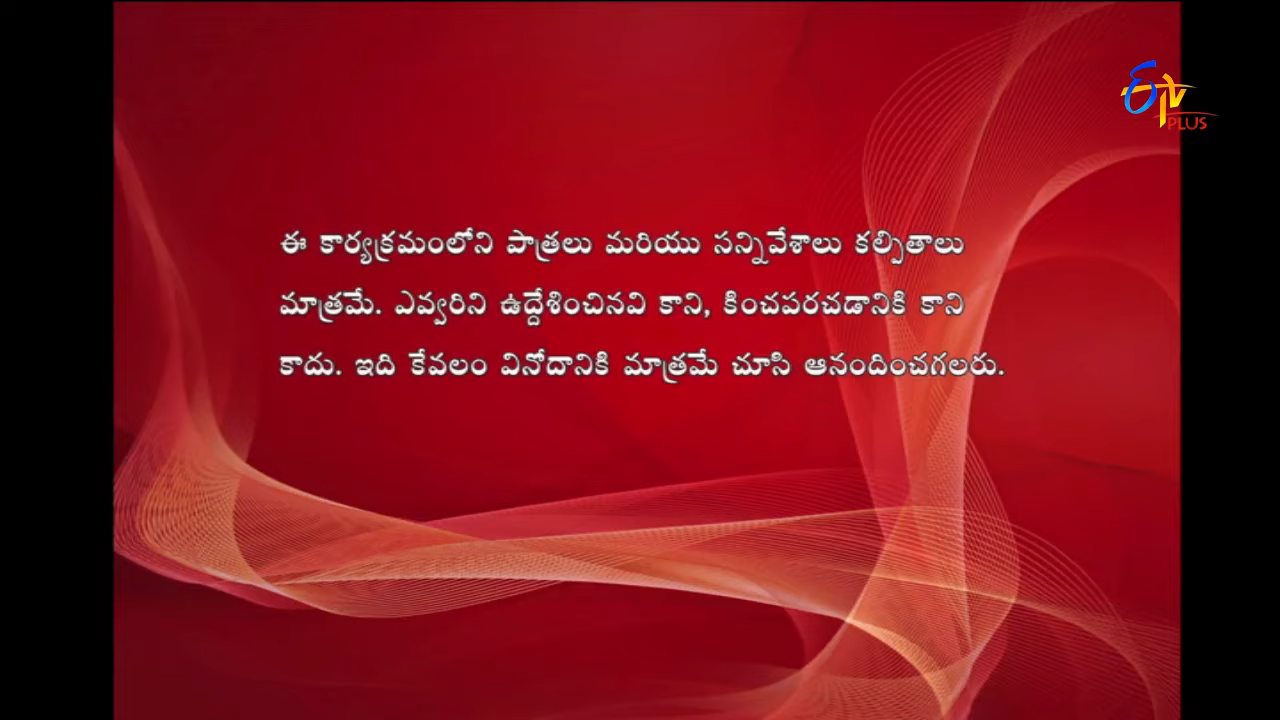 ETV
PLUS
ఈ కార్యక్రమంలోని పాత్రలు మరియు సన్నివేశాలు కల్పితాలు
మాత్రమే. ఎవ్వరిని ఉద్దేశించినవి కాని, కించపరచడానికి కాని
కాదు. ఇది కేవలం వినోదానికి మాత్రమే చూసి ఆనందించగలరు.